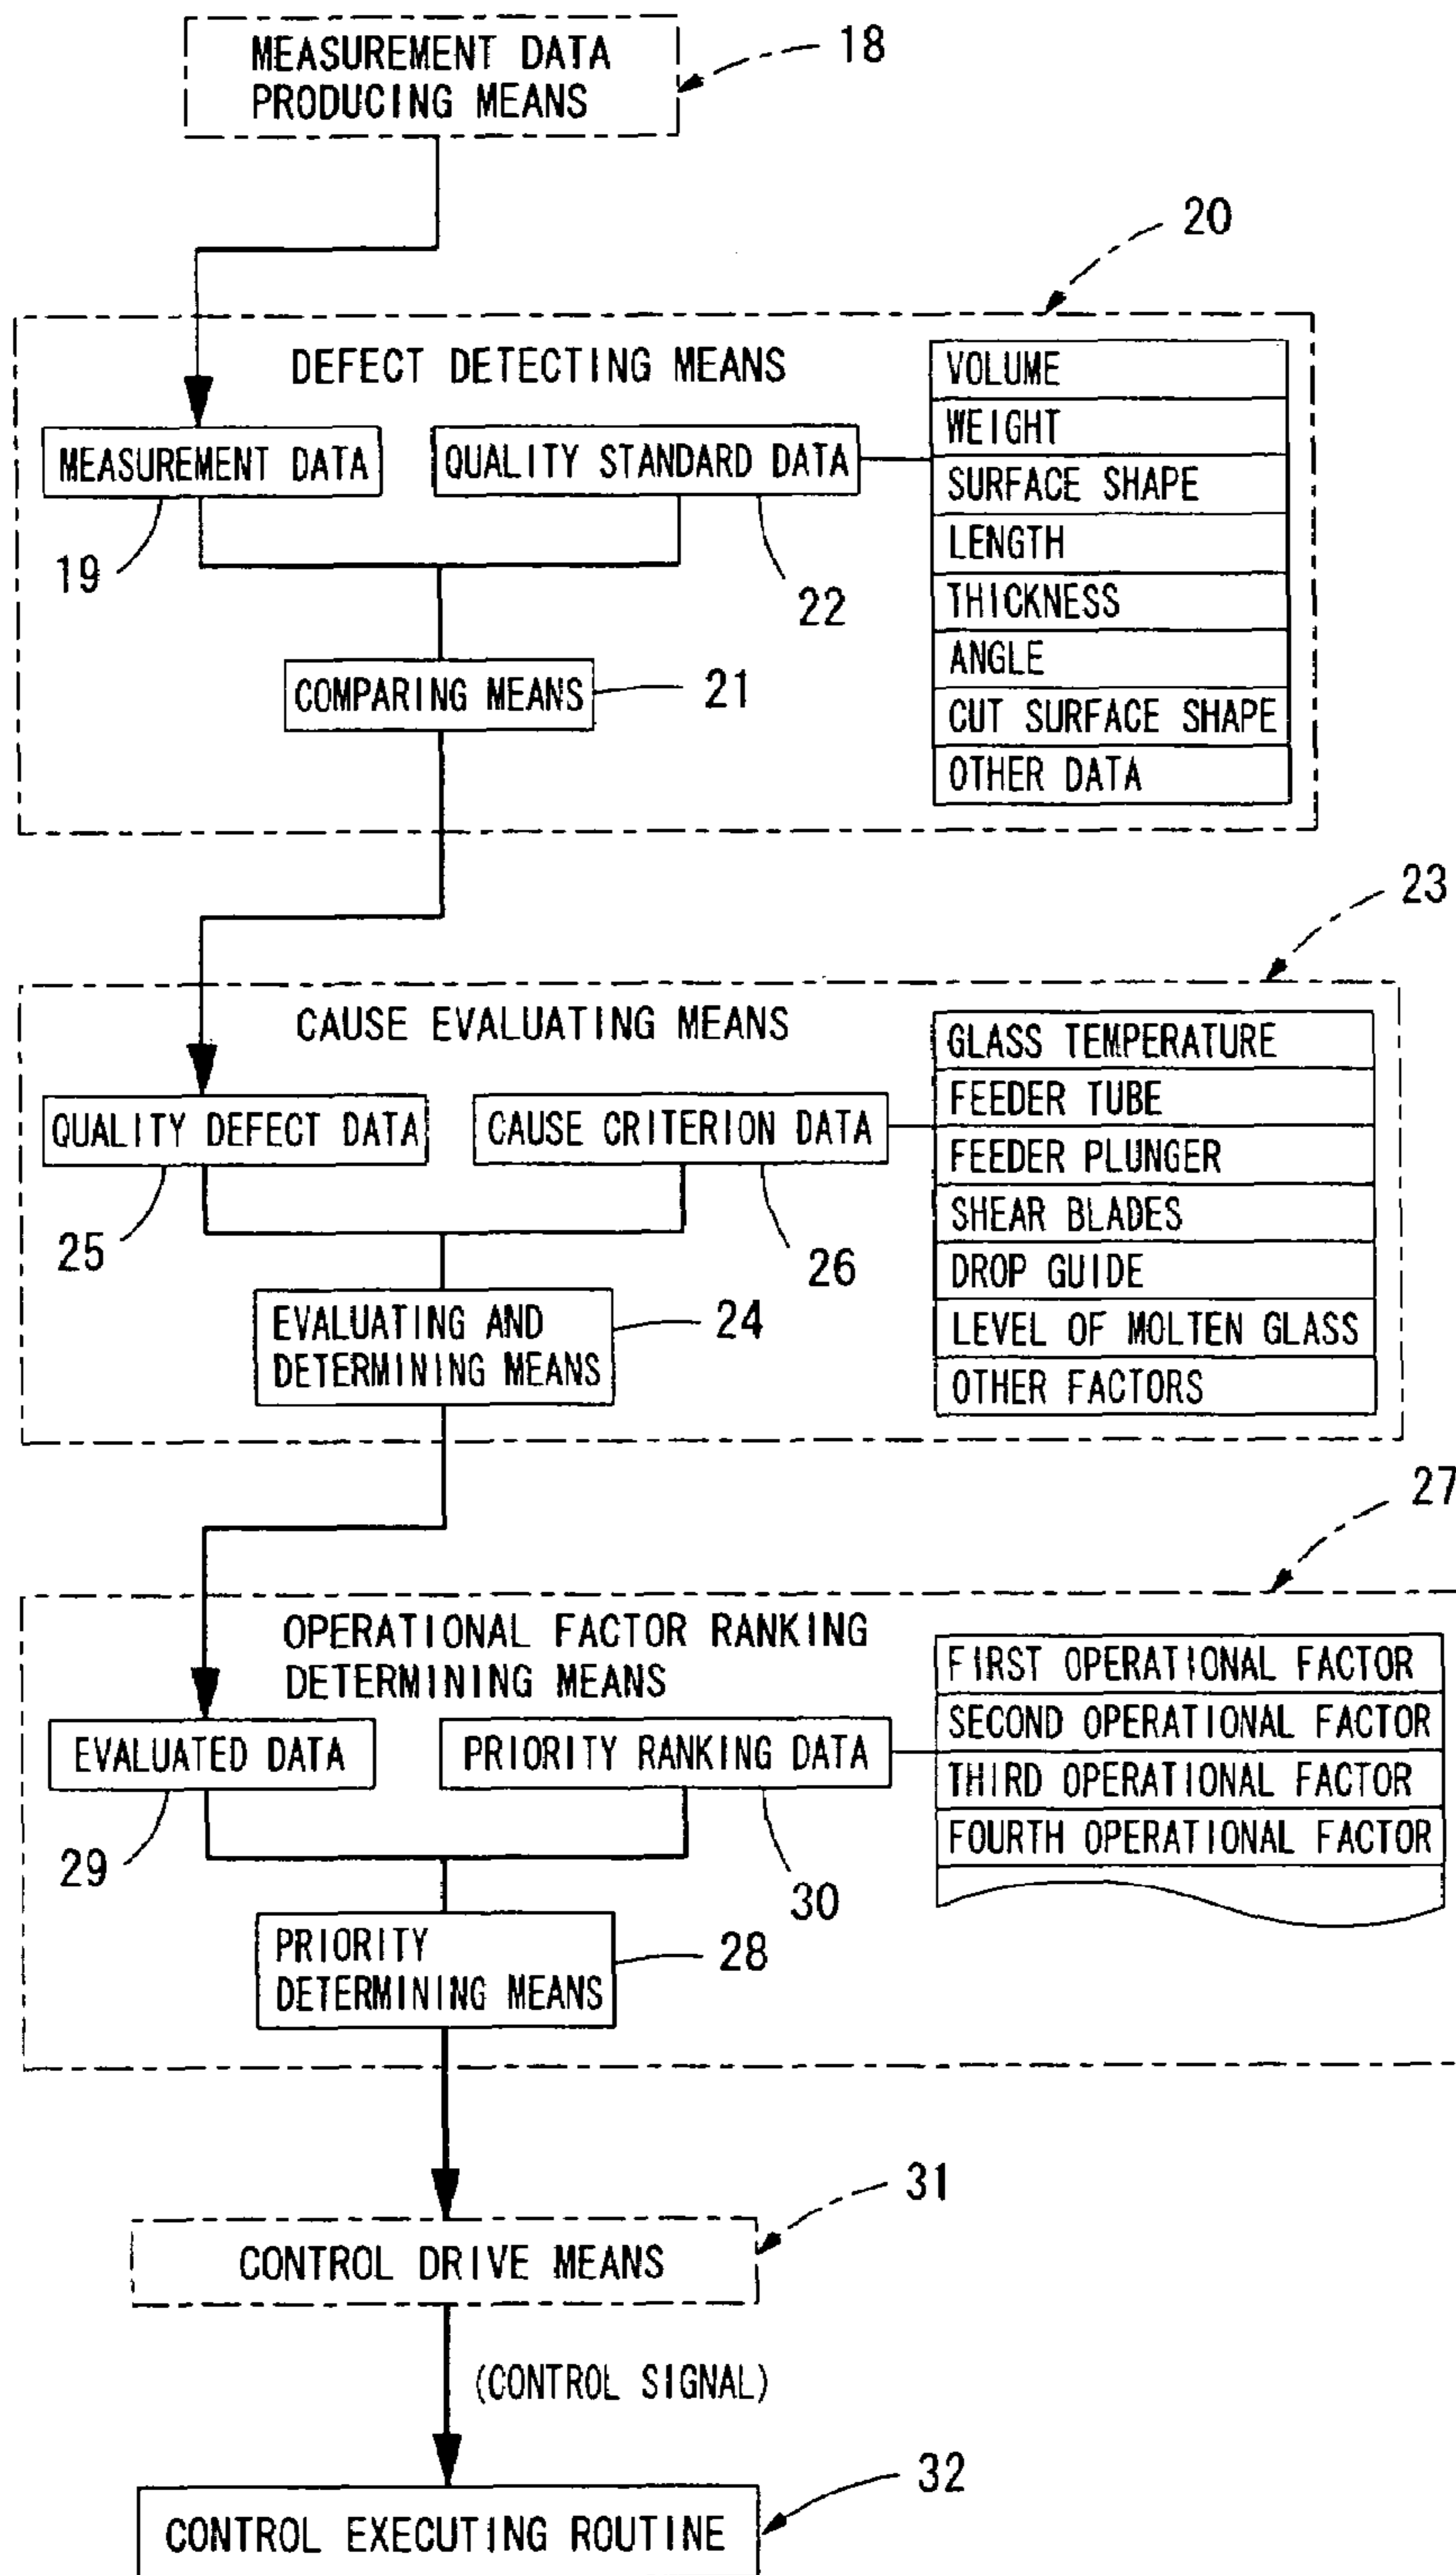 MEASUREMENT DATA
PRODUCING MEANS
18
20
DEFECT DETECTING MEANS
MEASUREMENT DATA
QUALITY STANDARD DATA
19
22
COMPARING MEANS
21
VOLUME
WEIGHT
SURFACE SHAPE
LENGTH
THICKNESS
ANGLE
CUT SURFACE SHAPE
OTHER DATA
23
CAUSE EVALUATING MEANS
QUALITY DEFECT DATA
CAUSE CRITERION DATA
25
26
EVALUATING AND
DETERMINING MEANS
24
GLASS TEMPERATURE
FEEDER TUBE
FEEDER PLUNGER
SHEAR BLADES
DROP GUIDE
LEVEL OF MOLTEN GLASS
OTHER FACTORS
27
OPERATIONAL FACTOR RANKING
DETERMINING MEANS
EVALUATED DATA
PRIORITY RANKING DATA
29
30
PRIORITY
DETERMINING MEANS
28
FIRST OPERATIONAL FACTOR
SECOND OPERATIONAL FACTOR
THIRD OPERATIONAL FACTOR
FOURTH OPERATIONAL FACTOR
31
CONTROL DRIVE MEANS
(CONTROL SIGNAL)
32
CONTROL EXECUTING ROUTINE